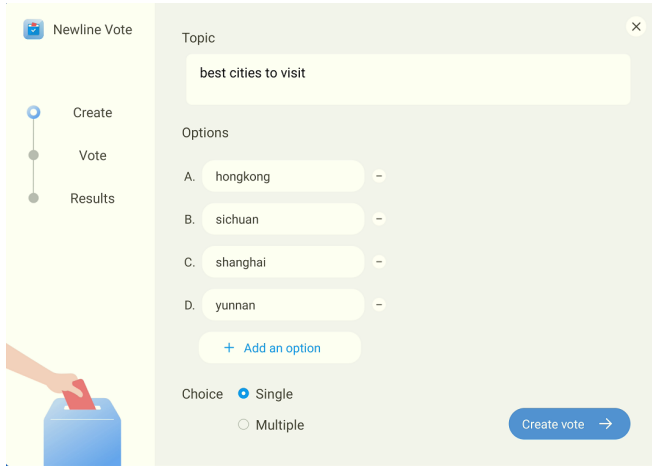 Newline Vote
Create
Vote
Results
Topic
best cities to visit
Options
A. hongkong
B. sichuan
C. shanghai
D. yunnan
+ Add an option
Choice Single
Multiple
Create vote →